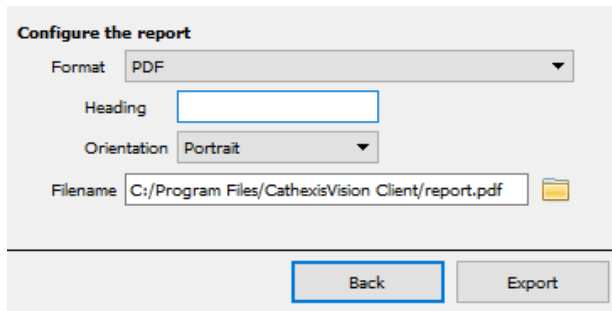 Configure the report
Format PDF
Heading
Orientation Portrait
Filename C:/Program Files/CathexisVision Client/report.pdf
Back Export